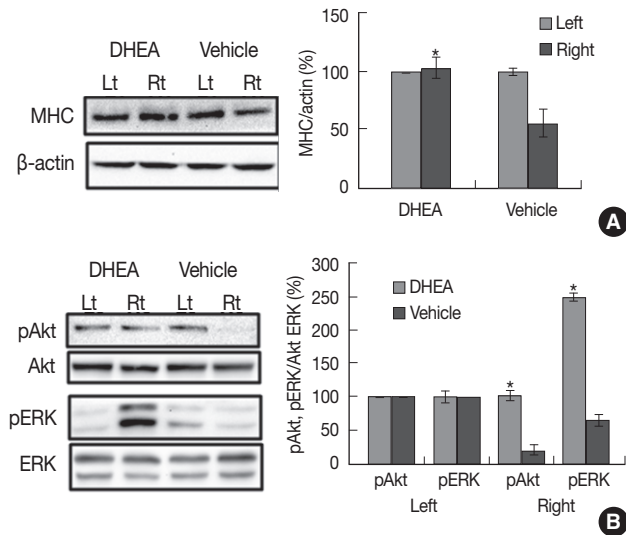 DHEA Vehicle
Lt Rt Lt Rt
MHC
β-actin
MHC/actin (%)
150
100
50
0
*
Left
Right
DHEA Vehicle
A
DHEA Vehicle
Lt Rt Lt Rt
pAkt
Akt
pERK
ERK
pAkt, pERK/Akt ERK (%)
300
250
200
150
100
50
0
DHEA
Vehicle
*
*
pAkt pERK pAkt pERK
Left Right
B